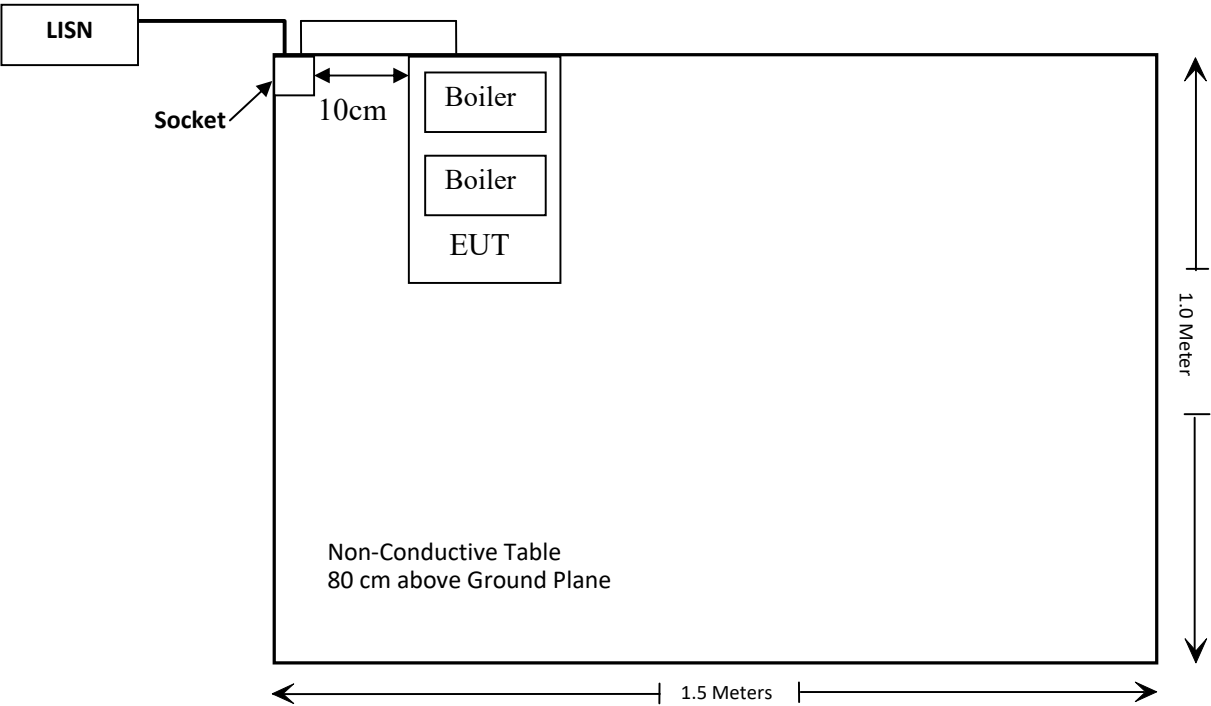 LISN
Socket
10cm
Boiler
Boiler
EUT
1.0 Meter
Non-Conductive Table
80 cm above Ground Plane
1.5 Meters